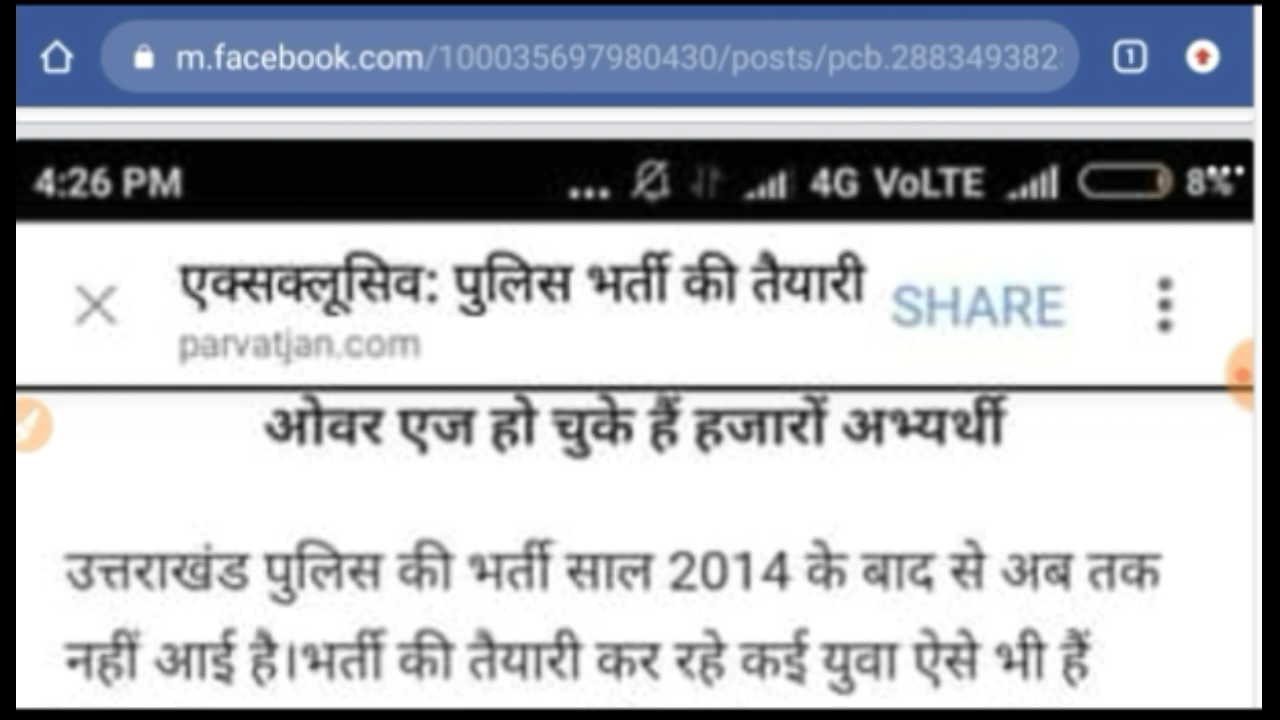 m.facebook.com/100035697980430/posts/pcb.288349382
1
4:26 PM ... 4G VoLTE 8%
एक्सक्लूसिव: पुलिस भर्ती की तैयारी
SHARE
parvatjan.com
ओवर एज हो चुके हैं हजारों अभ्यर्थी
उत्तराखंड पुलिस की भर्ती साल 2014 के बाद से अब तक
नहीं आई है।भर्ती की तैयारी कर रहे कई युवा ऐसे भी हैं